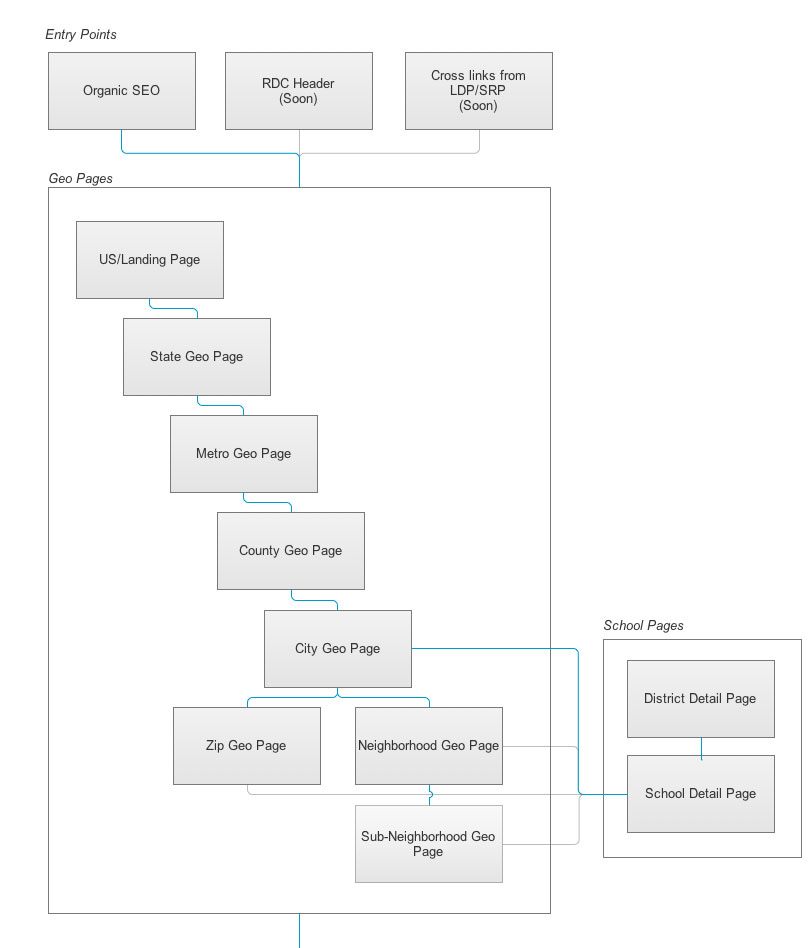 Entry Points
Organic SEO
RDC Header
(Soon)
Cross links from
LDP/SRP
(Soon)
Geo Pages
US/Landing Page
State Geo Page
Metro Geo Page
County Geo Page
City Geo Page
Zip Geo Page
Neighborhood Geo Page
Sub-Neighborhood Geo
Page
School Pages
District Detail Page
School Detail Page